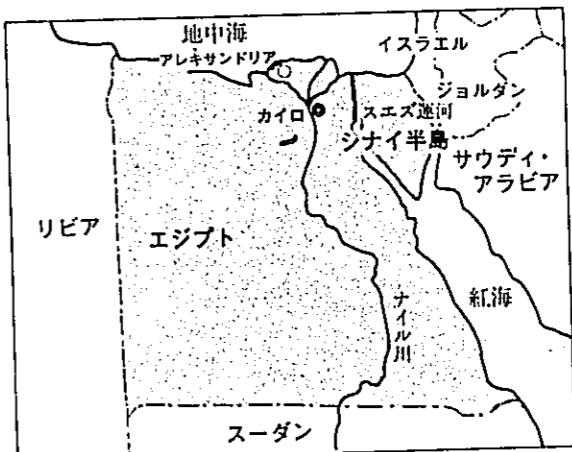 地中海
アレキサンドリア
イスラエル
ジョルダン
カイロ
スエズ運河
シナイ半島
サウディ・
アラビア
リビア
エジプト
ナイル川
紅海
スーダン